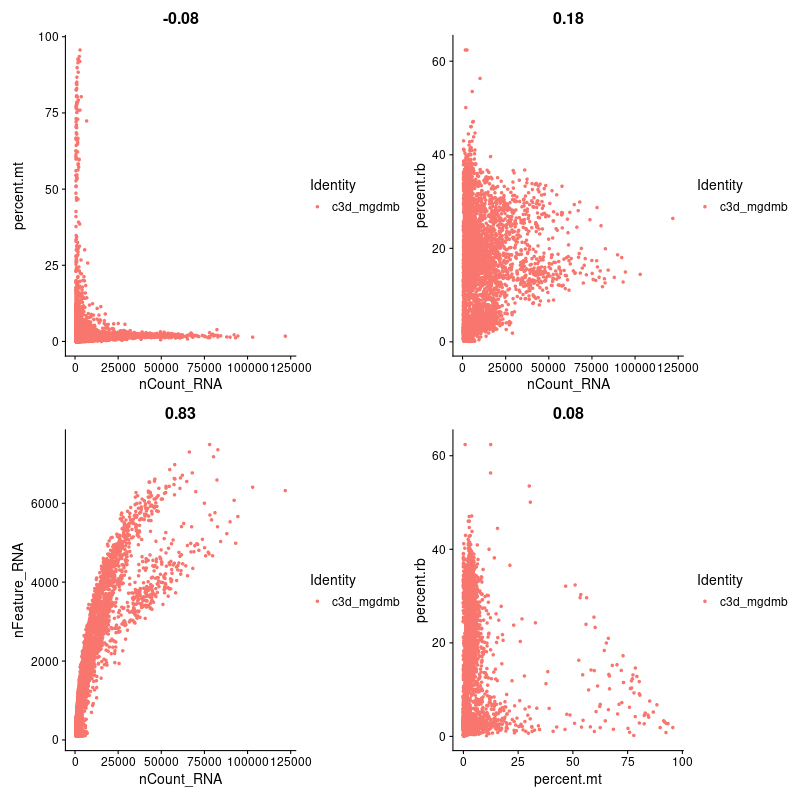 -0.08
100
75
50
25
0
percent.mt
0 25000 50000 75000 100000 125000
nCount_RNA
Identity
c3d_mgdmb
0.18
60
40
20
0
percent.rb
0 25000 50000 75000 100000 125000
nCount_RNA
Identity
c3d_mgdmb
0.83
6000
4000
2000
0
nFeature_RNA
0 25000 50000 75000 100000 125000
nCount_RNA
Identity
c3d_mgdmb
0.08
60
40
20
0
percent.rb
0 25 50 75 100
percent.mt
Identity
c3d_mgdmb